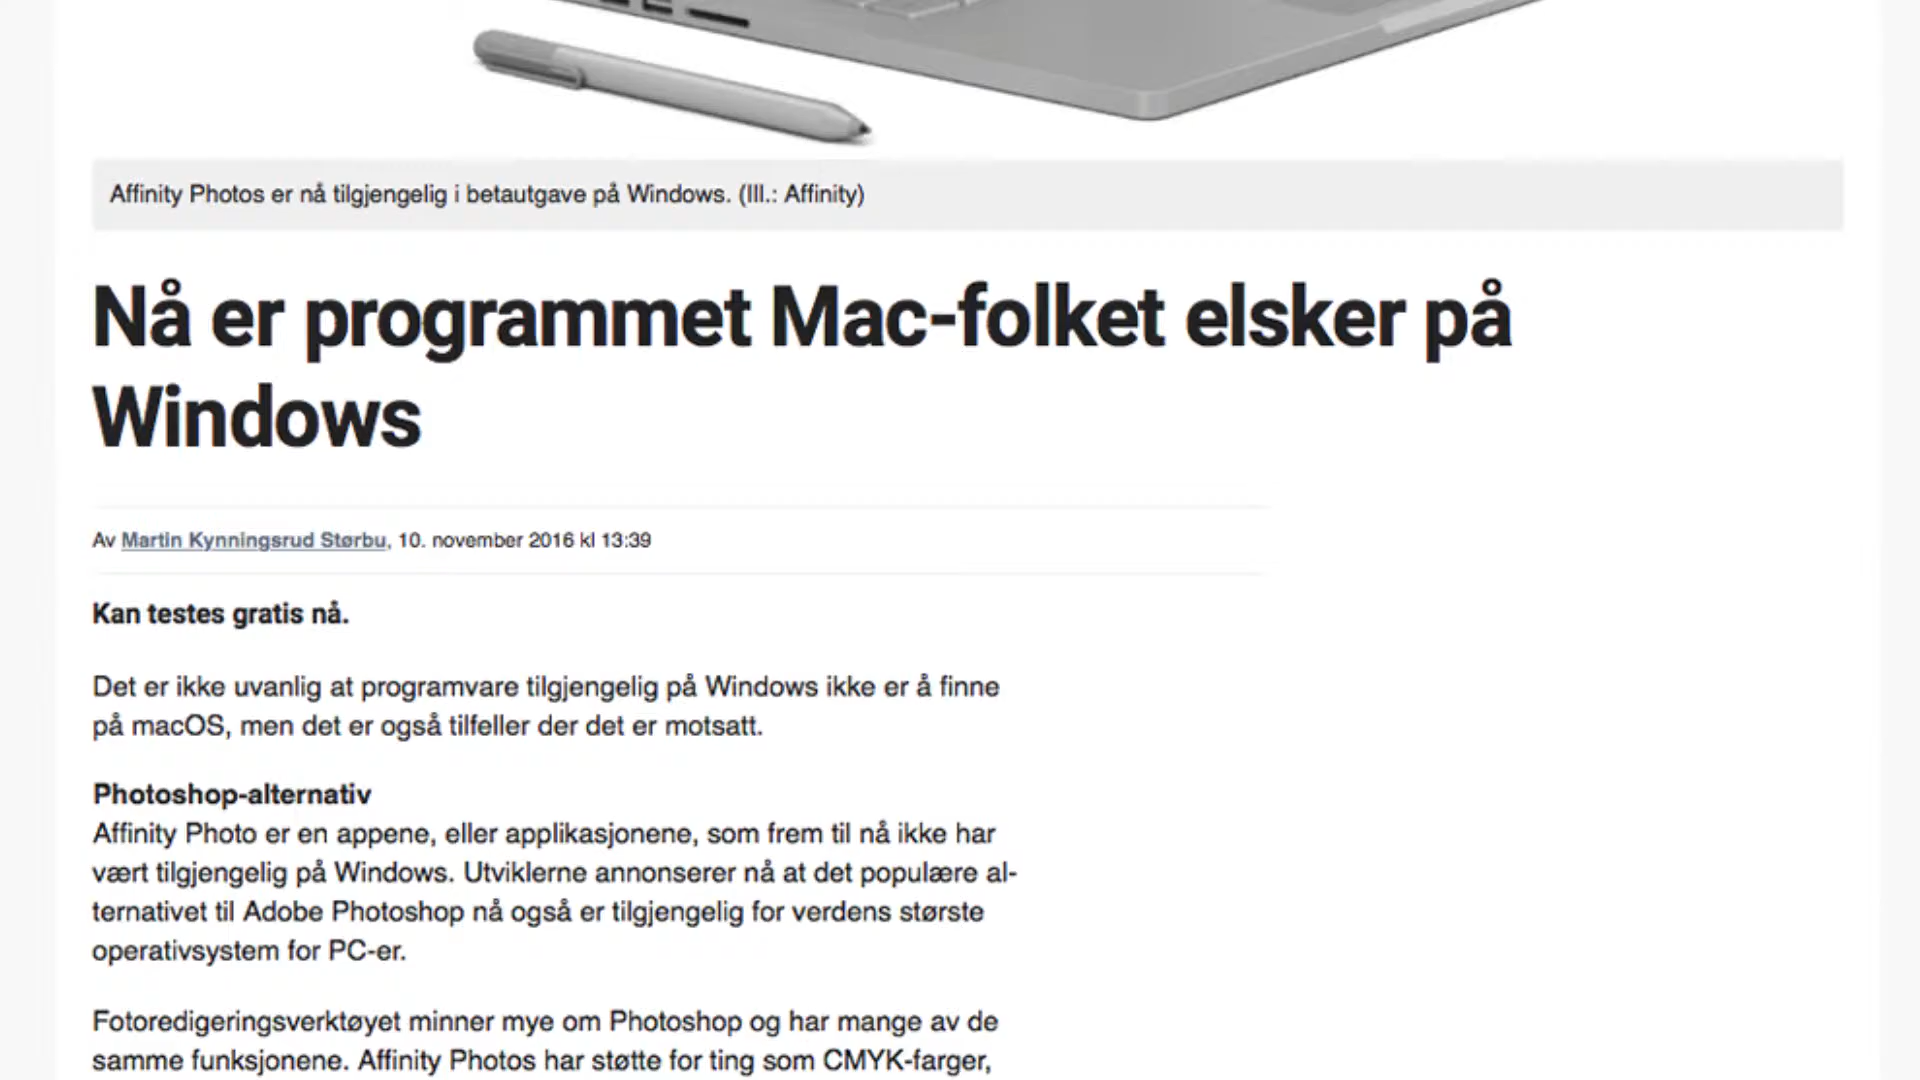 Affinity Photos er nå tilgjengelig i betautgave på Windows. (Ill.: Affinity)
Nå er programmet Mac-folket elsker på
Windows
Av Martin Kynningsrud Størbu, 10. november 2016 kl 13:39
Kan testes gratis nå.
Det er ikke uvanlig at programvare tilgjengelig på Windows ikke er å finne
på macOS, men det er også tilfeller der det er motsatt.
Photoshop-alternativ
Affinity Photo er en appene, eller applikasjonene, som frem til nå ikke har
vært tilgjengelig på Windows. Utviklerne annonserer nå at det populære al-
ternativet til Adobe Photoshop nå også er tilgjengelig for verdens største
operativsystem for PC-er.
Fotoredigeringsverktøyet minner mye om Photoshop og har mange av de
samme funksjonene. Affinity Photos har støtte for ting som CMYK-farger,